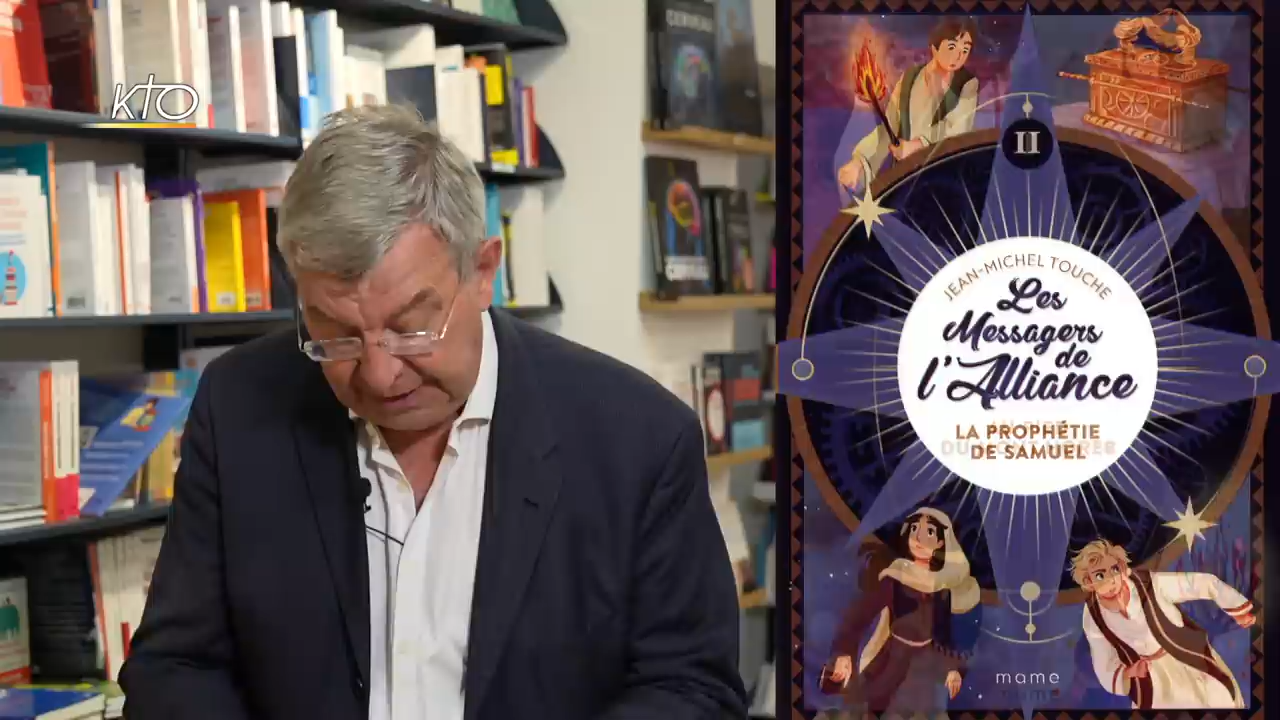 KTO
II
JEAN-MICHEL TOUCHE
Les
Messagers
de
l'Alliance
LA PROPHÉTIE
DE SAMUEL
mame